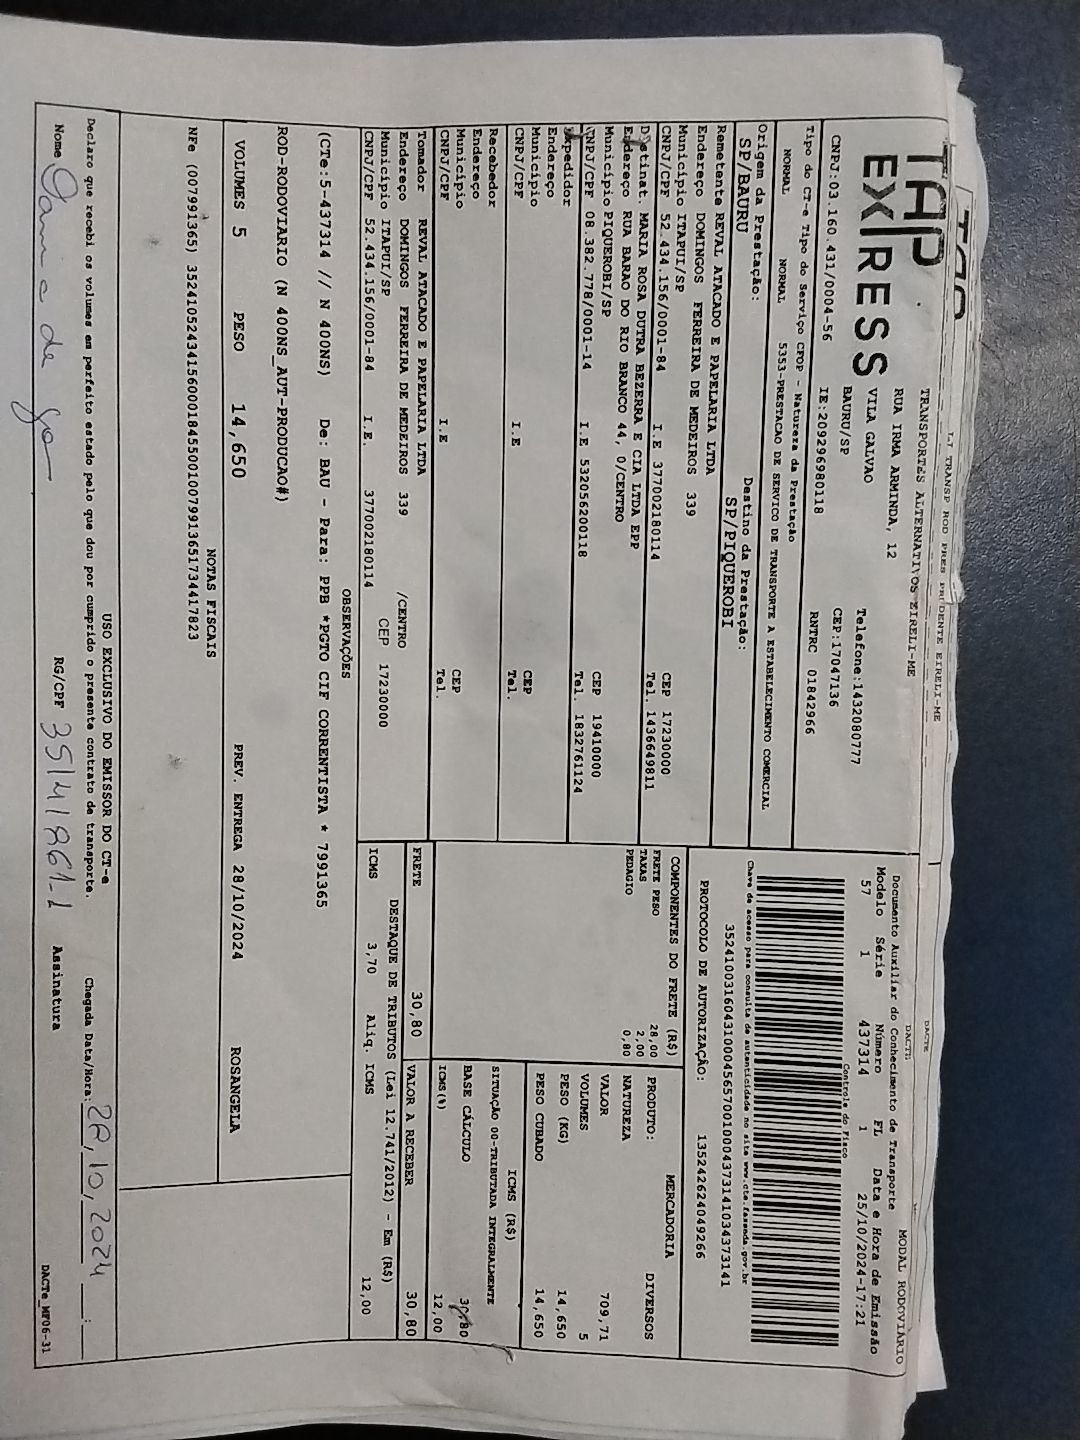 TAP EXPRESS
TRANSPORTES ALTERNATIVOS EIRELI-ME
RUA IRMA ARMINDA, 12
VILA GALVAO
BAURU/SP
Telefone:1432080777
CEP:17047136
CNPJ:03.160.431/0004-56
IE:209296980118
RNTRC 01842966
MODAL RODOVIÁRIO
Documento Auxiliar do Conhecimento de Transporte
Modelo Série Número FL Data e Hora de Emissão
57 1 437314 1 25/10/2024-17:21
Controle do Fisco
Chave de acesso para consulta de autenticidade no site www.cte.fazenda.gov.br
PROTOCOLO DE AUTORIZAÇÃO: 135242624049266
Tipo do CT-e Tipo do Serviço CFOP - Natureza da Prestação
NORMAL NORMAL 5353-PRESTACAO DE SERVICO DE TRANSPORTE A ESTABELECIMENTO COMERCIAL
Origem da Prestação: Destino da Prestação:
SP/BAURU SP/PIQUEROBI
Remetente REVAL ATACADO E PAPELARIA LTDA
Endereço DOMINGOS FERREIRA DE MEDEIROS 339
Município ITAPUI/SP CEP 17230000
CNPJ/CPF 52.434.156/0001-84 I.E 377002180114 Tel. 1436649811
Destinat. MARIA ROSA DUTRA BEZERRA E CIA LTDA EPP
Endereço RUA BARAO DO RIO BRANCO 44, 0/CENTRO
Município PIQUEROBI/SP CEP 19410000
CNPJ/CPF 08.382.778/0001-14 I.E 532056200118 Tel. 1832761124
Expedidor
Endereço
Município CEP
CNPJ/CPF I.E Tel.
Recebedor
Endereço
Município CEP
CNPJ/CPF I.E Tel.
Tomador REVAL ATACADO E PAPELARIA LTDA
Endereço DOMINGOS FERREIRA DE MEDEIROS 339 /CENTRO
Município ITAPUI/SP CEP 17230000
CNPJ/CPF 52.434.156/0001-84 I.E. 377002180114
COMPONENTES DO FRETE (R$)
FRETE PESO 28,00
TAXAS 2,00
PEDAGIO 0,80
PRODUTO: MERCADORIA
NATUREZA DIVERSOS
VALOR 709,71
VOLUMES 5
PESO (KG) 14,650
PESO CUBADO 14,650
ICMS (R$)
SITUAÇÃO 00-TRIBUTADA INTEGRALMENTE
BASE CÁLCULO 30,80
ICMS(%) 12,00
FRETE 30,80 VALOR A RECEBER 30,80
DESTAQUE DE TRIBUTOS (Lei 12.741/2012) - Em (R$)
ICMS 3,70 Aliq. ICMS 12,00
OBSERVAÇÕES
(CTe:5-437314 // N 400NS) De: BAU - Para: PPB *PGTO CIF CORRENTISTA * 7991365
ROD-RODOVIARIO (N 400NS_AUT-PRODUCAO#)
VOLUMES 5 PESO 14,650 PREV. ENTREGA 28/10/2024 ROSANGELA
NOTAS FISCAIS
NFe (007991365) 35241052434156000184550010079913651734417823
USO EXCLUSIVO DO EMISSOR DO CT-e
Declaro que recebi os volumes em perfeito estado pelo que dou por cumprido o presente contrato de transporte. Chegada Data/Hora: 28/10/2024 :
Nome RG/CPF Assinatura
DACTe_MF06-31